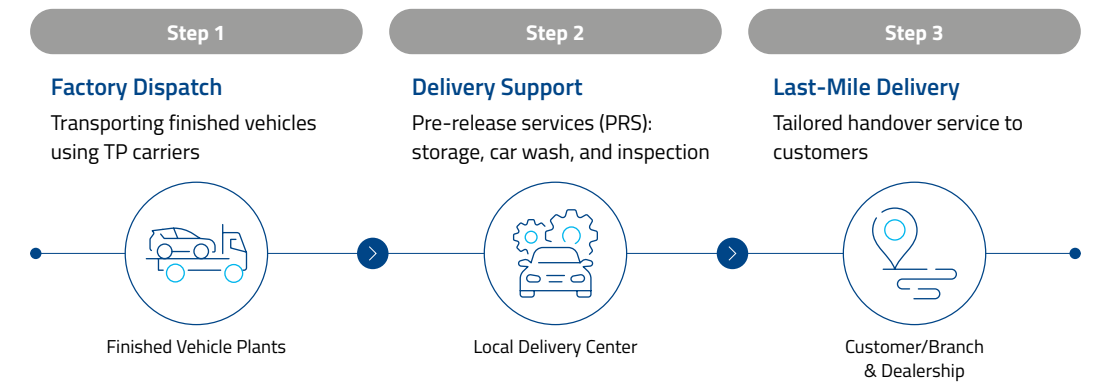 Step 1
Step 2
Step 3
Factory Dispatch
Transporting finished vehicles
using TP carriers
Delivery Support
Pre-release services (PRS):
storage, car wash, and inspection
Last-Mile Delivery
Tailored handover service to
customers
Finished Vehicle Plants
Local Delivery Center
Customer/Branch
& Dealership